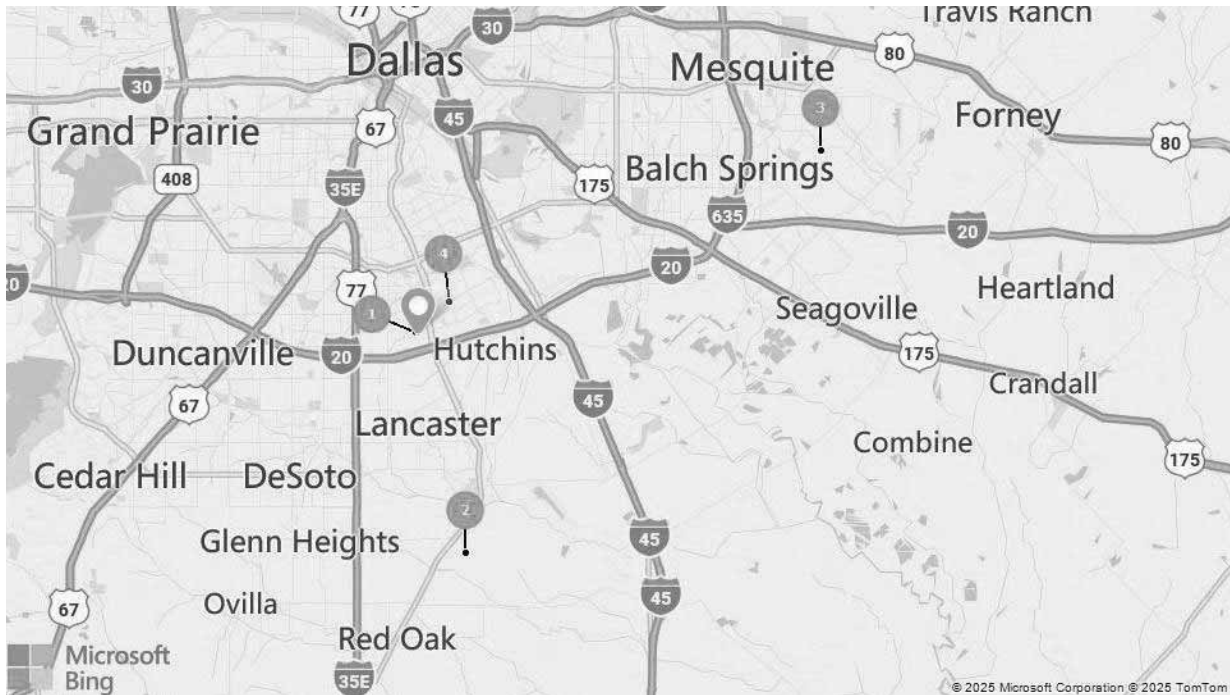 77
30
Travis Ranch
Dallas
Mesquite
80
30
45
3
Forney
Grand Prairie
67
80
408
35E
175
Balch Springs
635
20
4
20
20
77
Heartland
1
Seagoville
Duncanville
20
Hutchins
175
Crandall
67
45
Lancaster
Combine
175
Cedar Hill
DeSoto
2
Glenn Heights
45
Ovilla
45
67
Red Oak
Microsoft
Bing
35E
© 2025 Microsoft Corporation © 2025 TomTom